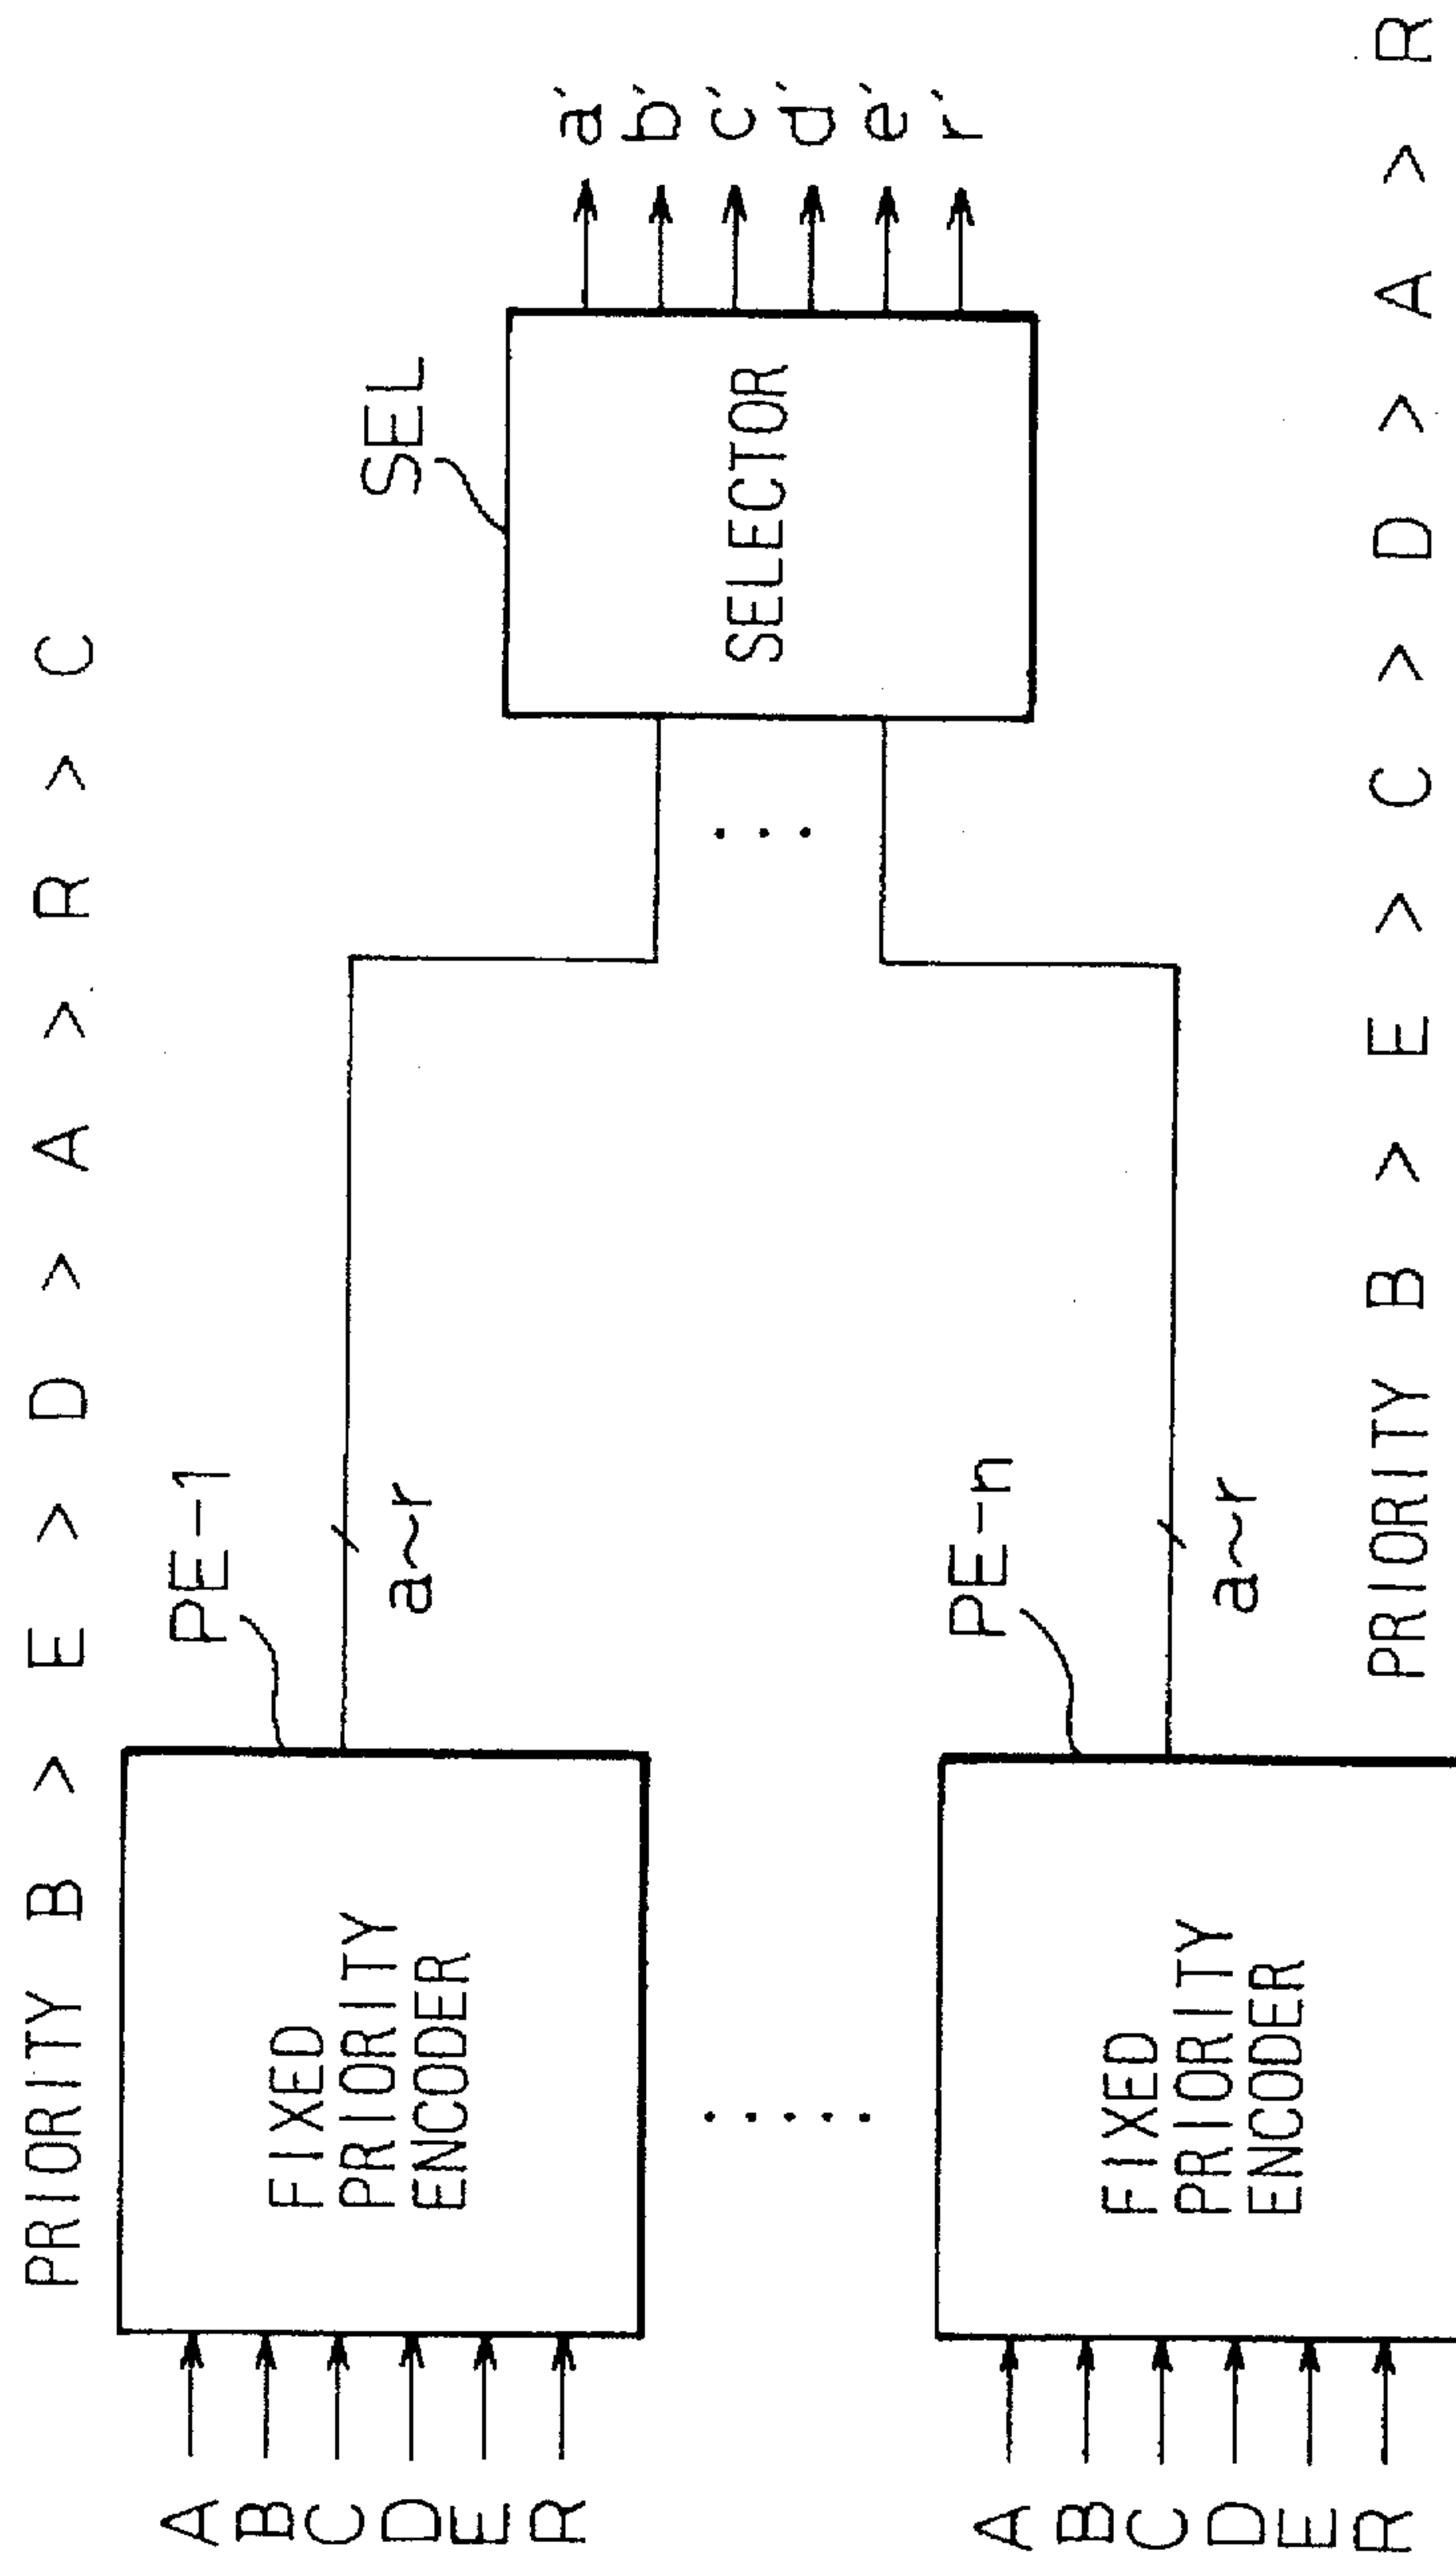 PRIORITY B > E > D > A > R > C
PE-1
A
B
C
D
E
R
FIXED
PRIORITY
ENCODER
a~r
SEL
SELECTOR
a'
b'
c'
d'
e'
r'
PE-n
A
B
C
D
E
R
FIXED
PRIORITY
ENCODER
a~r
PRIORITY B > E > C > D > A > R